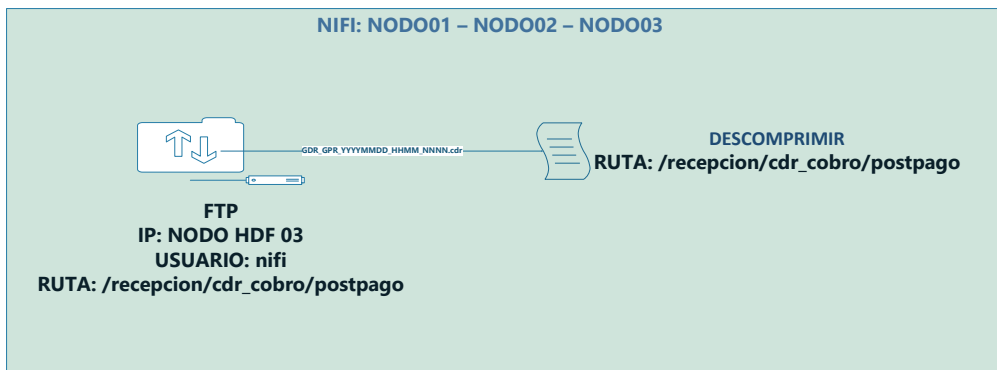 NIFI: NODO01 – NODO02 – NODO03
GDR_GPR_YYYYMMDD_HHMM_NNNN.cdr
DESCOMPRIMIR
RUTA: /recepcion/cdr_cobro/postpago
FTP
IP: NODO HDF 03
USUARIO: nifi
RUTA: /recepcion/cdr_cobro/postpago